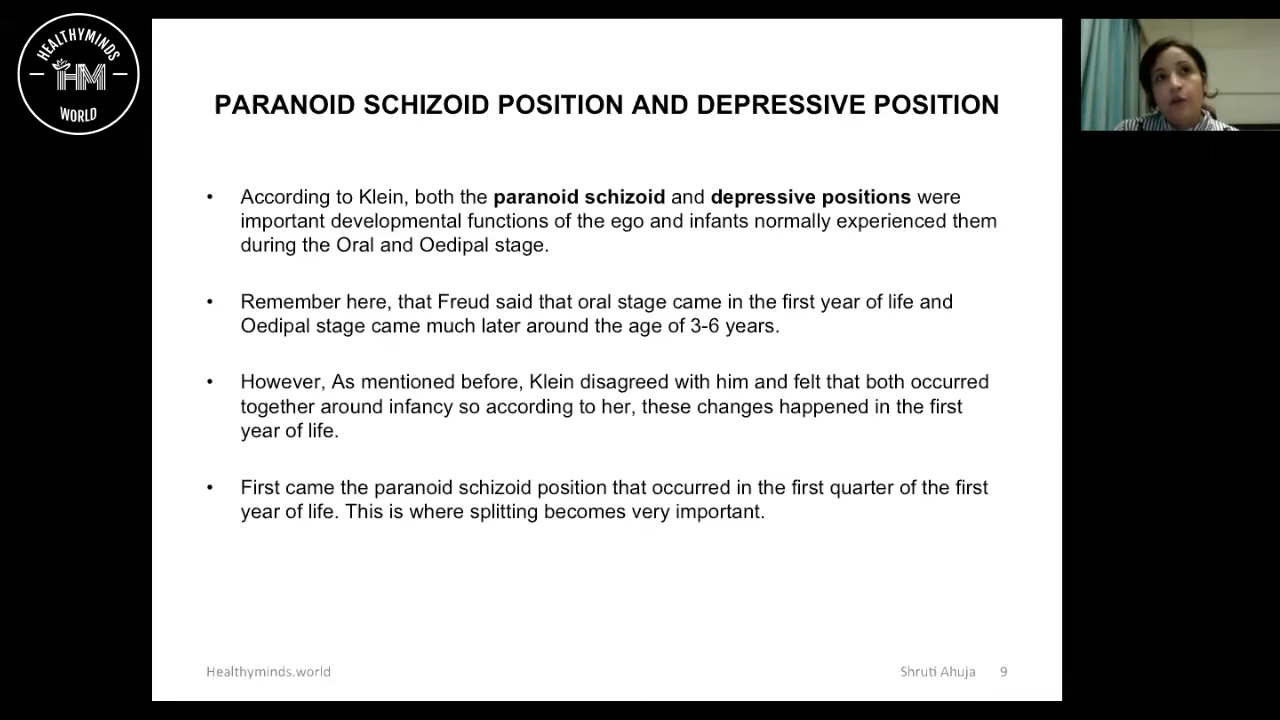 HEALTHYMINDS
HM
WORLD
PARANOID SCHIZOID POSITION AND DEPRESSIVE POSITION
• According to Klein, both the paranoid schizoid and depressive positions were
important developmental functions of the ego and infants normally experienced them
during the Oral and Oedipal stage.
• Remember here, that Freud said that oral stage came in the first year of life and
Oedipal stage came much later around the age of 3-6 years.
• However, As mentioned before, Klein disagreed with him and felt that both occurred
together around infancy so according to her, these changes happened in the first
year of life.
• First came the paranoid schizoid position that occurred in the first quarter of the first
year of life. This is where splitting becomes very important.
Healthyminds.world
Shruti Ahuja 9